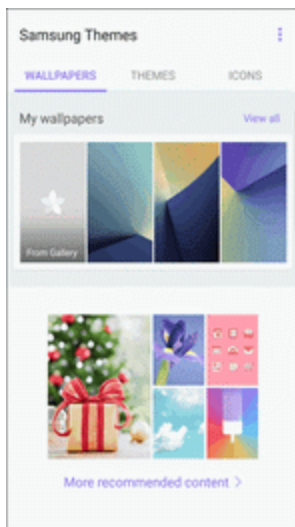 Samsung Themes
WALLPAPERS THEMES ICONS
My wallpapers View all
From Gallery
More recommended content >